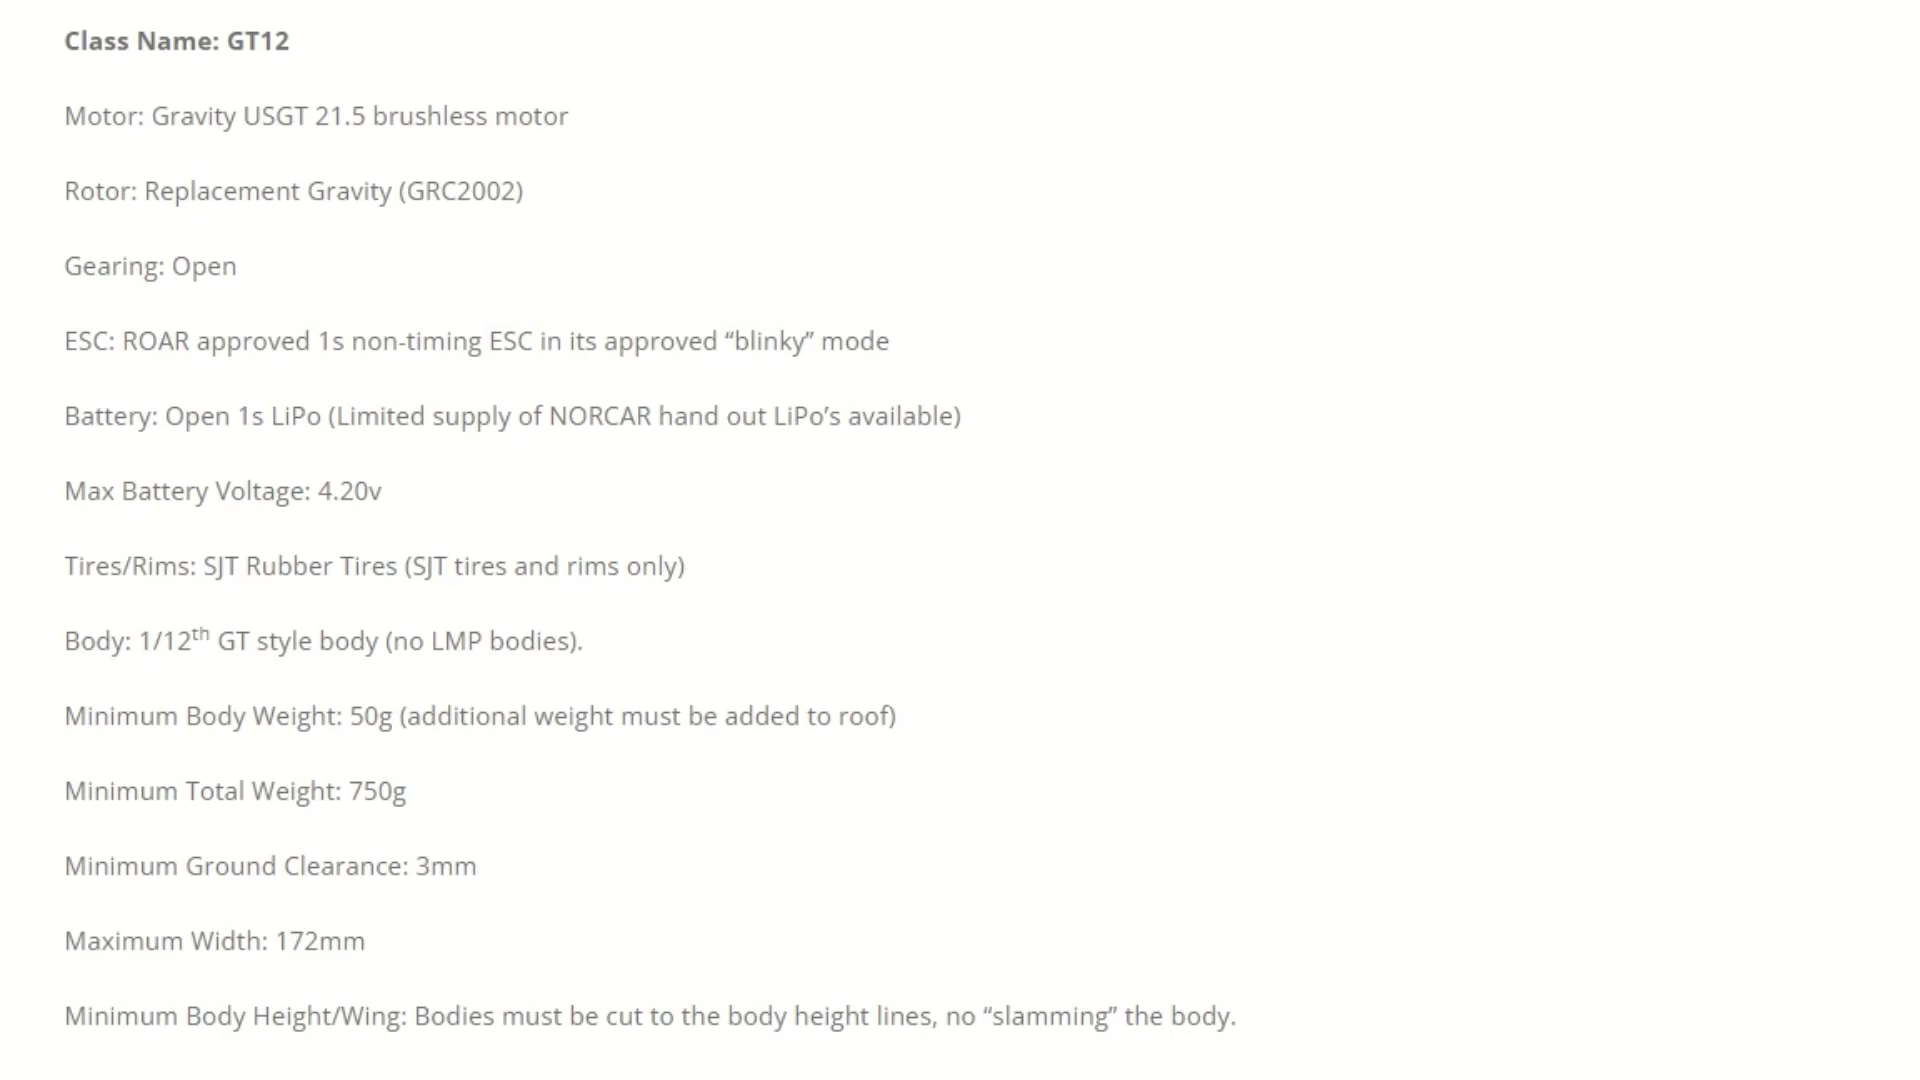 Class Name: GT12
Motor: Gravity USGT 21.5 brushless motor
Rotor: Replacement Gravity (GRC2002)
Gearing: Open
ESC: ROAR approved 1s non-timing ESC in its approved “blinky” mode
Battery: Open 1s LiPo (Limited supply of NORCAR hand out LiPo’s available)
Max Battery Voltage: 4.20v
Tires/Rims: SJT Rubber Tires (SJT tires and rims only)
Body: 1/12th GT style body (no LMP bodies).
Minimum Body Weight: 50g (additional weight must be added to roof)
Minimum Total Weight: 750g
Minimum Ground Clearance: 3mm
Maximum Width: 172mm
Minimum Body Height/Wing: Bodies must be cut to the body height lines, no “slamming” the body.